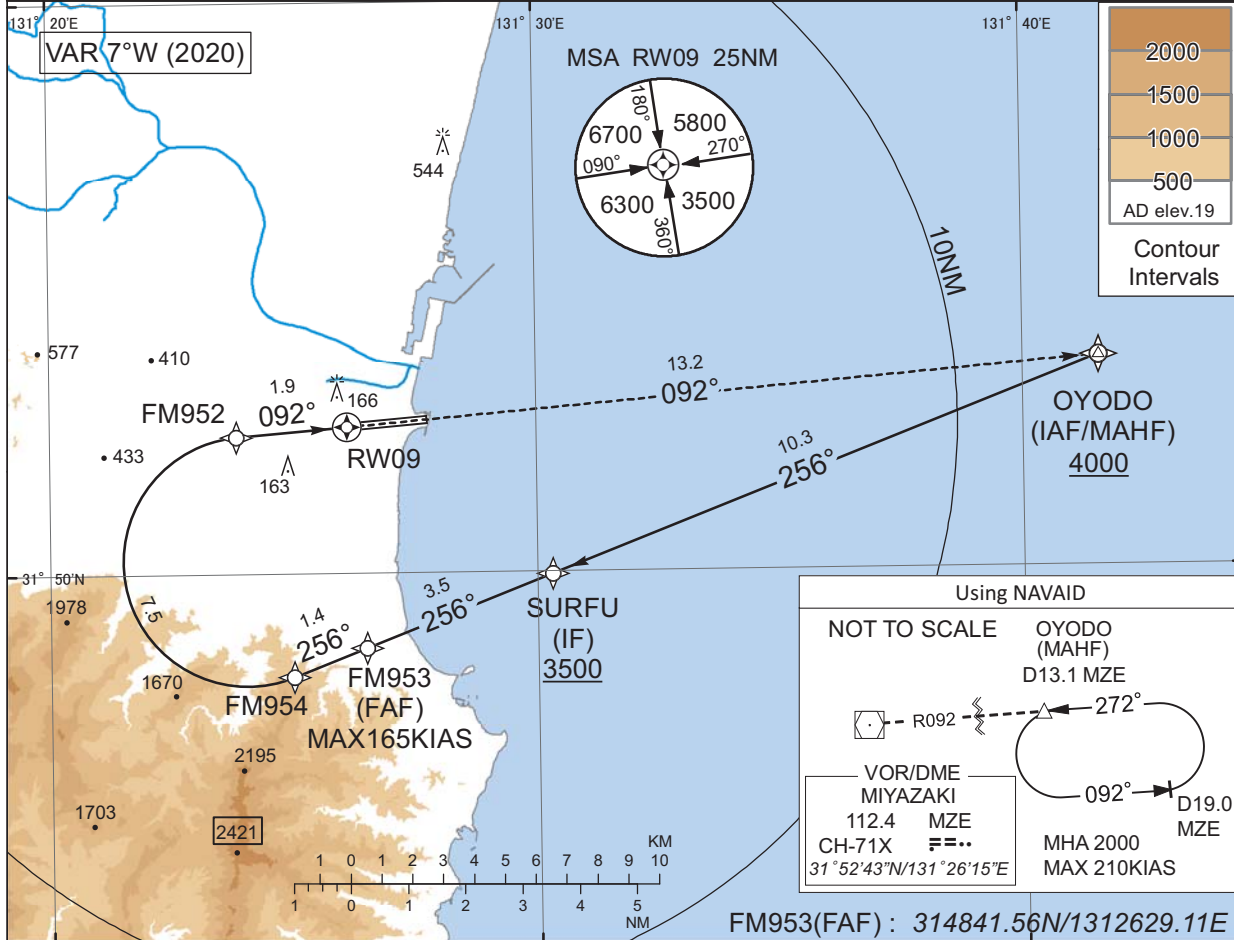 131° 20'E
131° 30'E
131° 40'E
VAR 7°W (2020)
MSA RW09 25NM
180°
6700
5800
090°
270°
6300
3500
360°
2000
1500
1000
500
AD elev.19
Contour
Intervals
544
10NM
577
410
1.9
092°
166
FM952
RW09
433
163
13.2
092°
OYODO
(IAF/MAHF)
4000
10.3
256°
31° 50'N
1978
7.5
1.4
256°
3.5
256°
SURFU
(IF)
3500
1670
FM954
FM953
(FAF)
MAX165KIAS
2195
1703
2421
KM
1 0 1 2 3 4 5 6 7 8 9 10
1 0 1 2 3 4 5
NM
Using NAVAID
NOT TO SCALE
OYODO
(MAHF)
D13.1 MZE
R092
272°
092°
D19.0
MZE
VOR/DME
MIYAZAKI
112.4 MZE
CH-71X
31°52'43"N/131°26'15"E
MHA 2000
MAX 210KIAS
FM953(FAF) : 314841.56N/1312629.11E